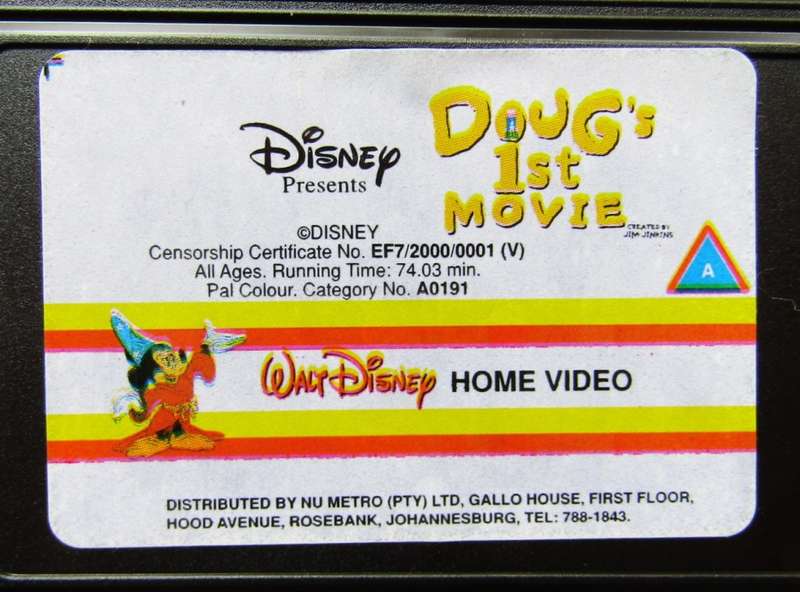 Disney
Presents
Doug's
1st
Movie
CREATED BY
JIM JINKINS
©DISNEY
Censorship Certificate No. EF7/2000/0001 (V)
All Ages. Running Time: 74.03 min.
Pal Colour. Category No. A0191
A
Walt Disney HOME VIDEO
DISTRIBUTED BY NU METRO (PTY) LTD, GALLO HOUSE, FIRST FLOOR,
HOOD AVENUE, ROSEBANK, JOHANNESBURG, TEL: 788-1843.